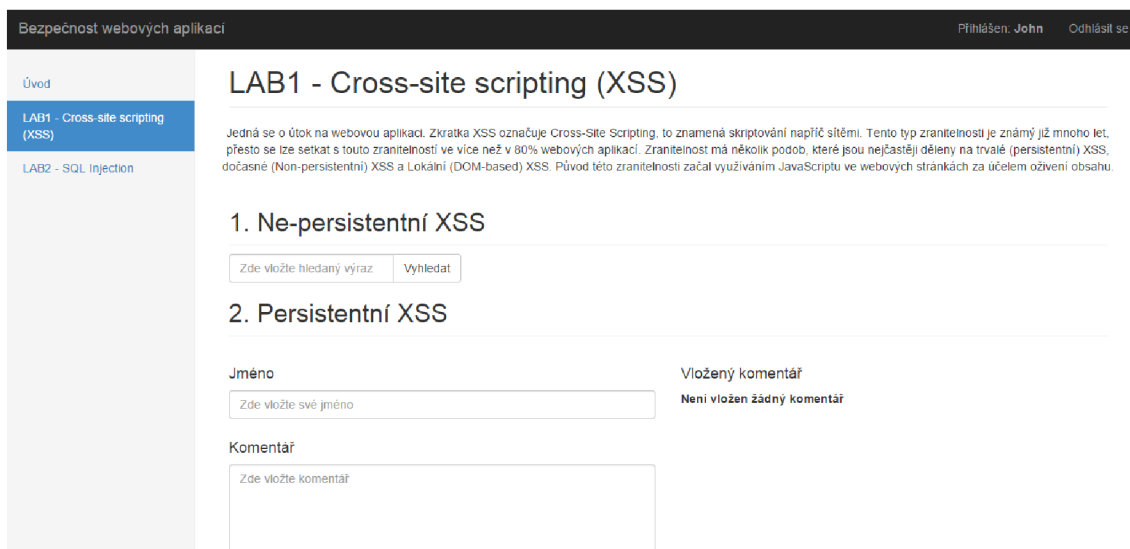 Bezpečnost webových aplikací
Přihlášen: John
Odhlásit se
Úvod
LAB1 - Cross-site scripting
(XSS)
LAB2 - SQL Injection
LAB1 - Cross-site scripting (XSS)
Jedná se o útok na webovou aplikaci. Zkratka XSS označuje Cross-Site Scripting, to znamená skriptování napříč sítěmi. Tento typ zranitelnosti je známý již mnoho let,
přesto se lze setkat s touto zranitelností ve více než v 80% webových aplikací. Zranitelnost má několik podob, které jsou nejčastěji děleny na trvalé (persistentní) XSS,
dočasné (Non-persistentní) XSS a Lokální (DOM-based) XSS. Původ této zranitelnosti začal využíváním JavaScriptu ve webových stránkách za účelem oživení obsahu.
1. Ne-persistentní XSS
Zde vložte hledaný výraz
Vyhledat
2. Persistentní XSS
Jméno
Zde vložte své jméno
Komentář
Zde vložte komentář
Vložený komentář
Není vložen žádný komentář